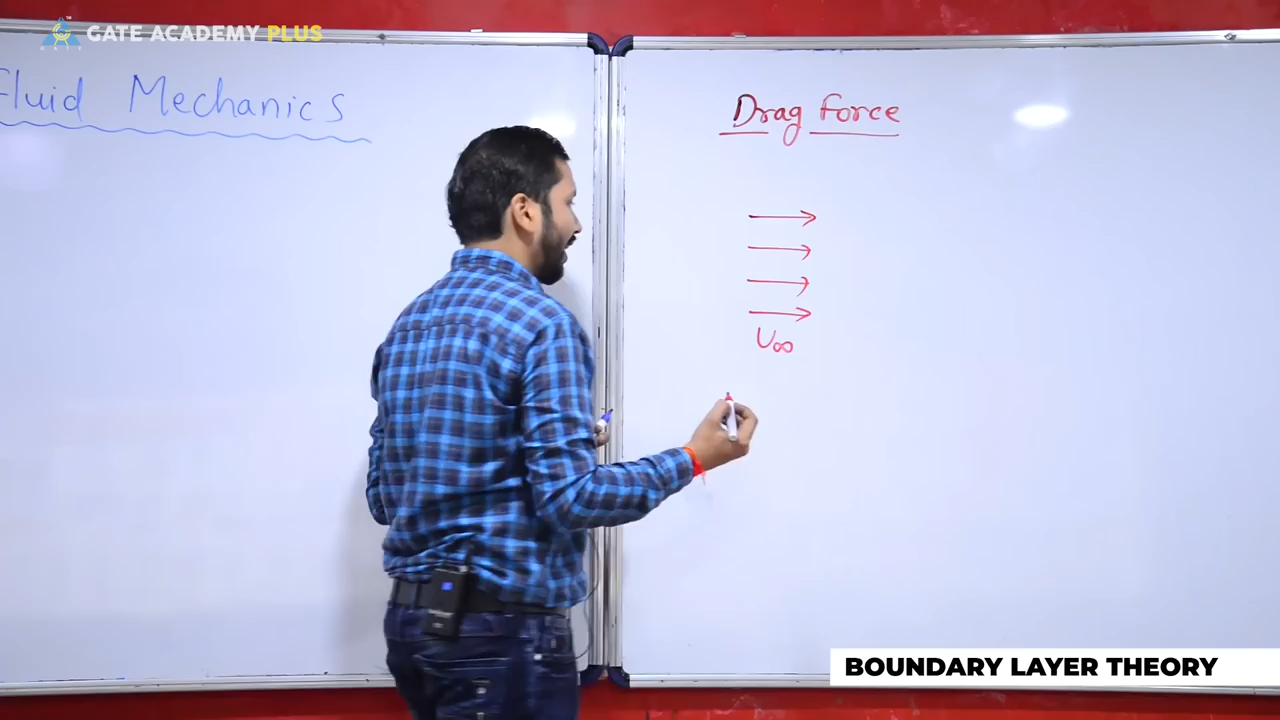 GATE ACADEMY PLUS
Fluid Mechanics
Drag force
U∞
BOUNDARY LAYER THEORY